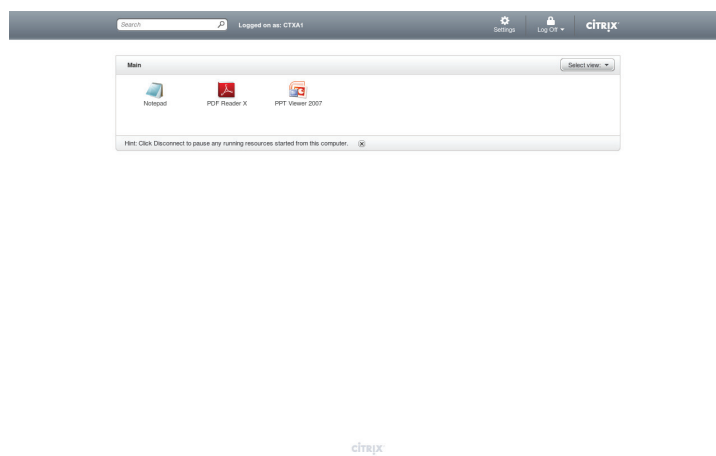 Search
Logged on as: CTXA1
Settings
Log Off
CITRIX
Main
Select view:
Notepad
PDF Reader X
PPT Viewer 2007
Hint: Click Disconnect to pause any running resources started from this computer.
CITRIX